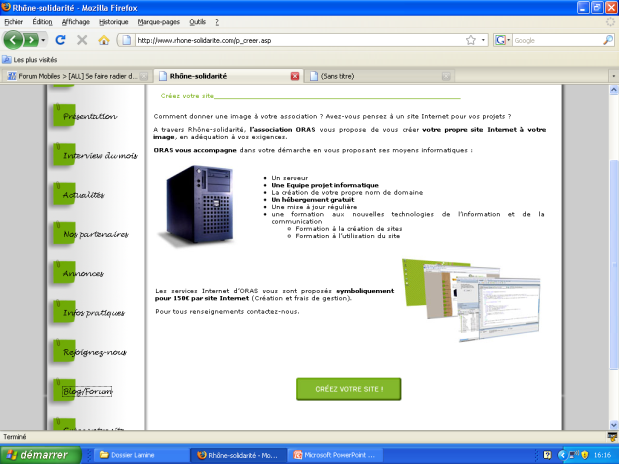 Rhône-solidarité - Mozilla Firefox
Fichier Édition Affichage Historique Marque-pages Outils ?
http://www.rhone-solidarite.com/p_creer.asp
Google
Les plus visités
Forum Mobiles > [ALL] Se faire radier d...
Rhône-solidarité
(Sans titre)
Présentation
Interview du mois
Actualités
Nos partenaires
Annonces
Infos pratiques
Rejoignez-nous
Blog/Forum
Créez votre site
Comment donner une image à votre association ? Avez-vous pensez à un site Internet pour vos projets ?
A travers Rhône-solidarité, l'association ORAS vous propose de vous créer votre propre site Internet à votre
image, en adéquation à vos exigences.
ORAS vous accompagne dans votre démarche en vous proposant ses moyens informatiques :
Un serveur
Une Equipe projet informatique
La création de votre propre nom de domaine
Un hébergement gratuit
Une mise à jour régulière
une formation aux nouvelles technologies de l'information et de la
communication
Formation à la création de sites
Formation à l'utilisation du site
Les services Internet d'ORAS vous sont proposés symboliquement
pour 150€ par site Internet (Création et frais de gestion).
Pour tous renseignements contactez-nous.
CRÉEZ VOTRE SITE !
Terminé
démarrer
Dossier Lamine
Rhône-solidarité - Mo...
Microsoft PowerPoint ...
16:16